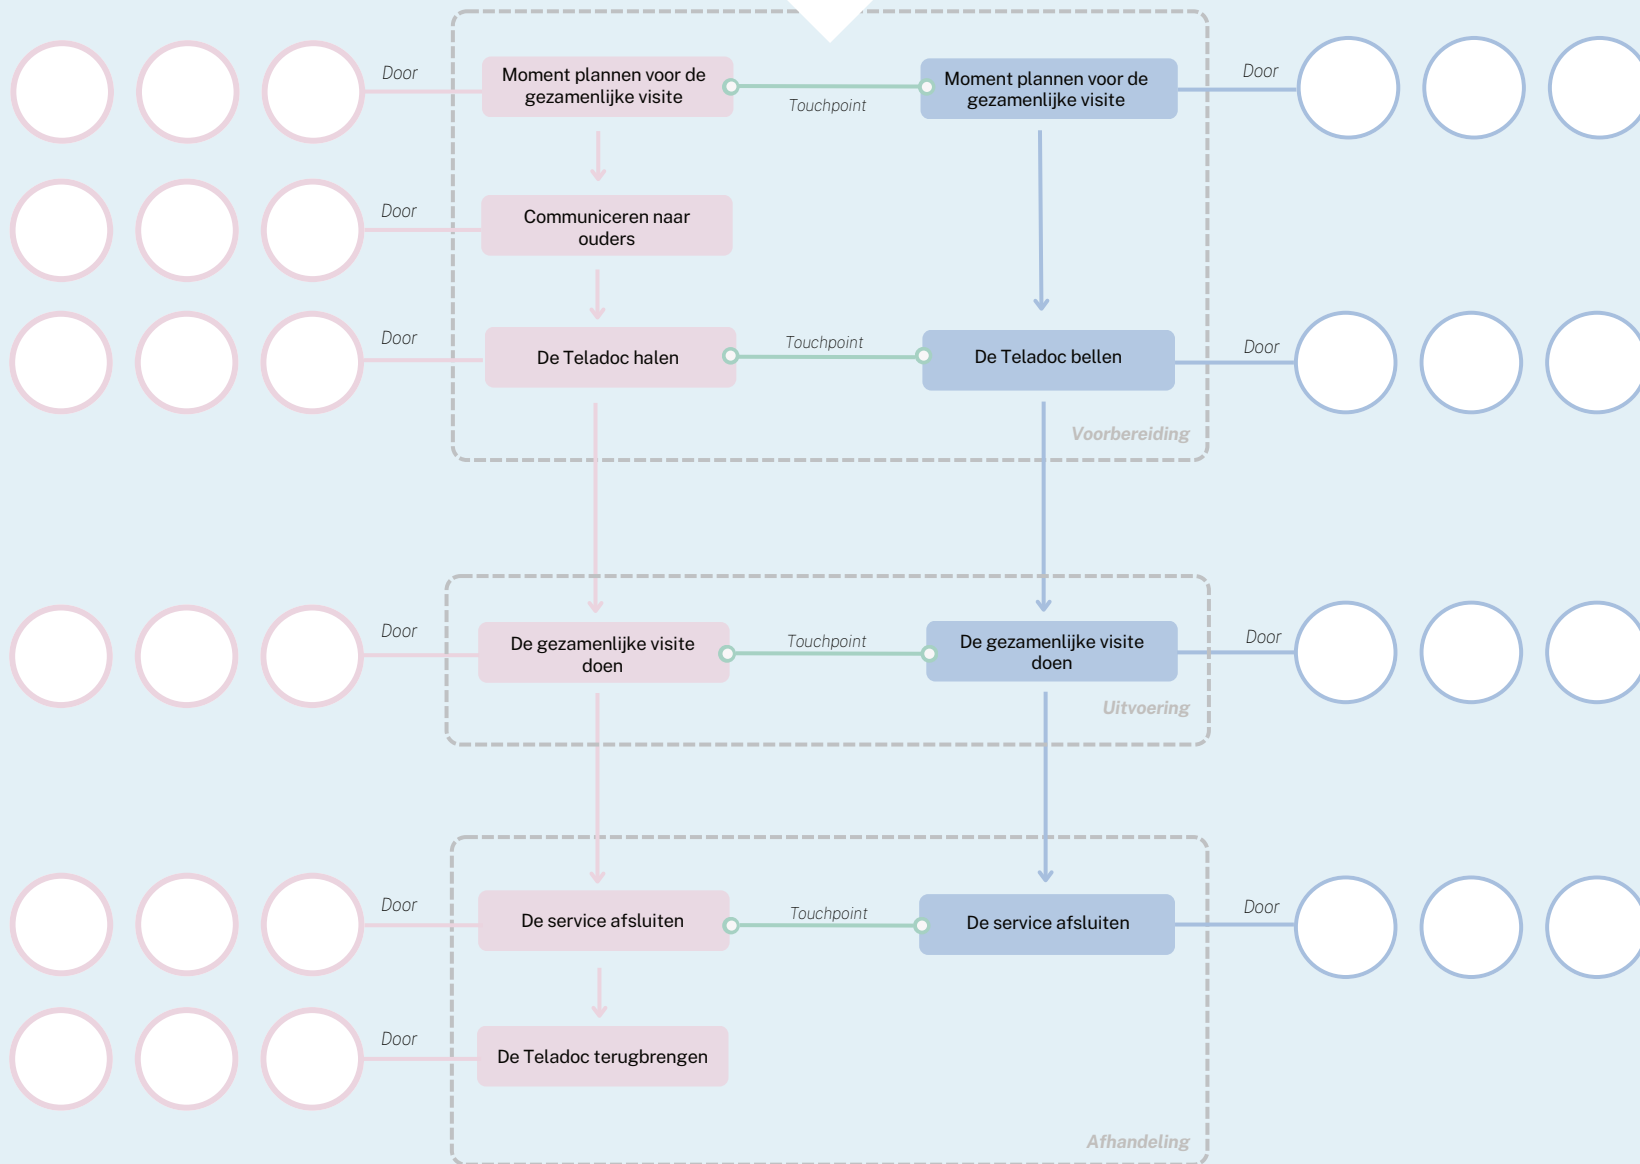 Door
Moment plannen voor de
gezamenlijke visite
Touchpoint
Moment plannen voor de
gezamenlijke visite
Door
Door
Communiceren naar
ouders
Door
De Teladoc halen
Touchpoint
De Teladoc bellen
Door
Voorbereiding
Door
De gezamenlijke visite
doen
Touchpoint
De gezamenlijke visite
doen
Door
Uitvoering
Door
De service afsluiten
Touchpoint
De service afsluiten
Door
Door
De Teladoc terugbrengen
Afhandeling